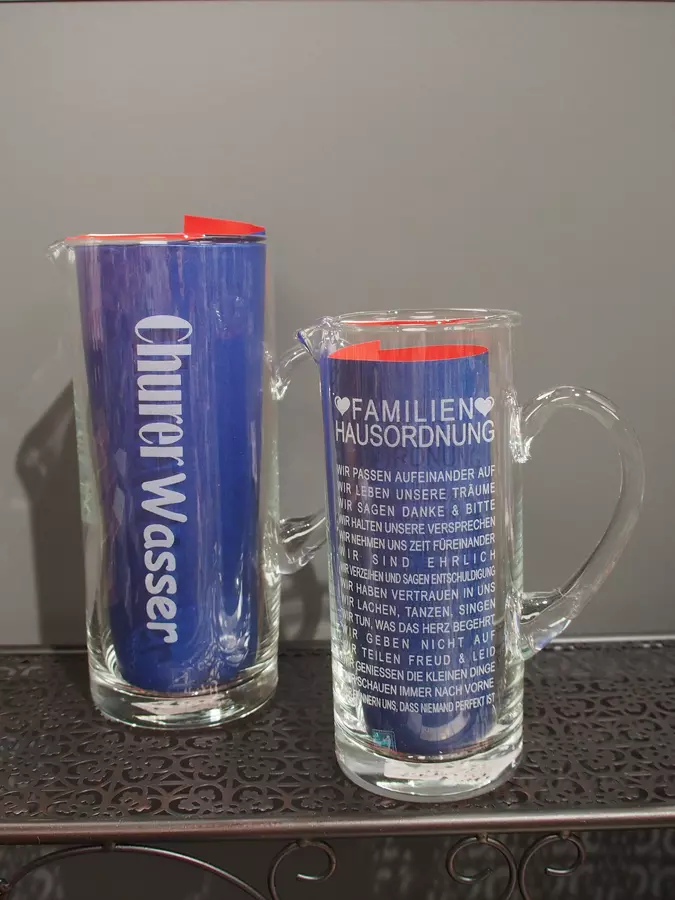 Churer Wasser
FAMILIEN
HAUSORDNUNG
WIR PASSEN AUFEINANDER AUF
WIR LEBEN UNSERE TRÄUME
WIR SAGEN DANKE & BITTE
WIR HALTEN UNSERE VERSPRECHEN
WIR NEHMEN UNS ZEIT FÜREINANDER
WIR SIND EHRLICH
WIR VERZEIHEN UND SAGEN ENTSCHULDIGUNG
WIR HABEN VERTRAUEN IN UNS
WIR LACHEN, TANZEN, SINGEN
WIR TUN, WAS DAS HERZ BEGEHRT
WIR GEBEN NICHT AUF
TEILEN FREUD & LEID
GENIESSEN DIE KLEINEN DINGE
SCHAUEN IMMER NACH VORNE
UNS, DASS NIEMAND PERFEKT IST